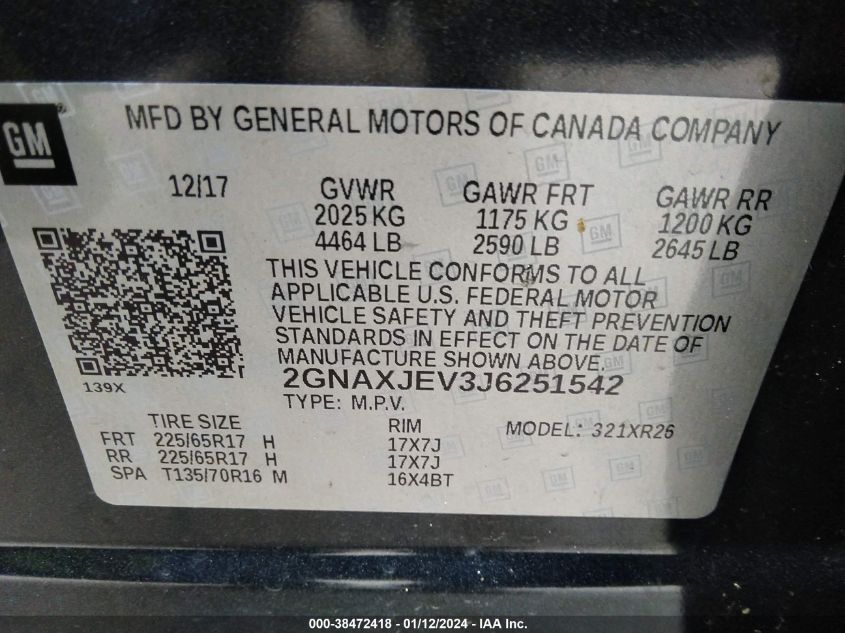 GM
MFD BY GENERAL MOTORS OF CANADA COMPANY
12/17 GVWR GAWR FRT GAWR RR
2025 KG 1175 KG 1200 KG
4464 LB 2590 LB 2645 LB
THIS VEHICLE CONFORMS TO ALL
APPLICABLE U.S. FEDERAL MOTOR
VEHICLE SAFETY AND THEFT PREVENTION
STANDARDS IN EFFECT ON THE DATE OF
MANUFACTURE SHOWN ABOVE.
139X 2GNAXJEV3J6251542
TYPE: M.P.V.
TIRE SIZE RIM MODEL: 321XR26
FRT 225/65R17 H 17X7J
RR 225/65R17 H 17X7J
SPA T135/70R16 M 16X4BT
000-38472418 - 01/12/2024 - IAA Inc.